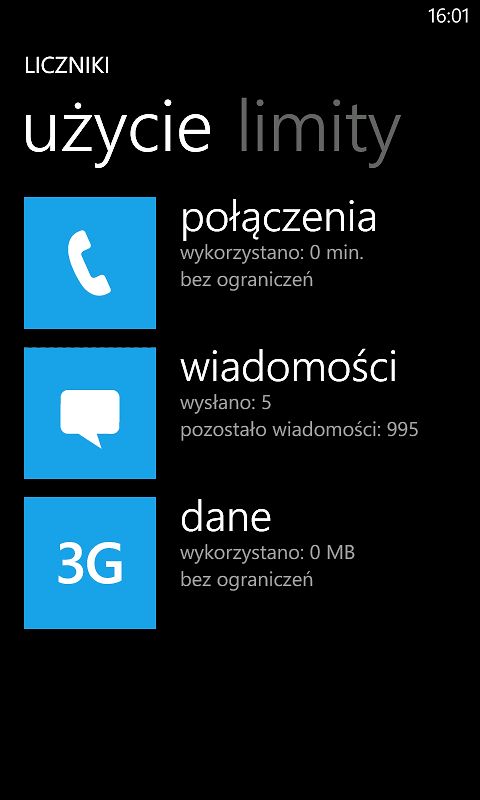 16:01
LICZNIKI
użycie limity
połączenia
wykorzystano: 0 min.
bez ograniczeń
wiadomości
wysłano: 5
pozostało wiadomości: 995
3G
dane
wykorzystano: 0 MB
bez ograniczeń